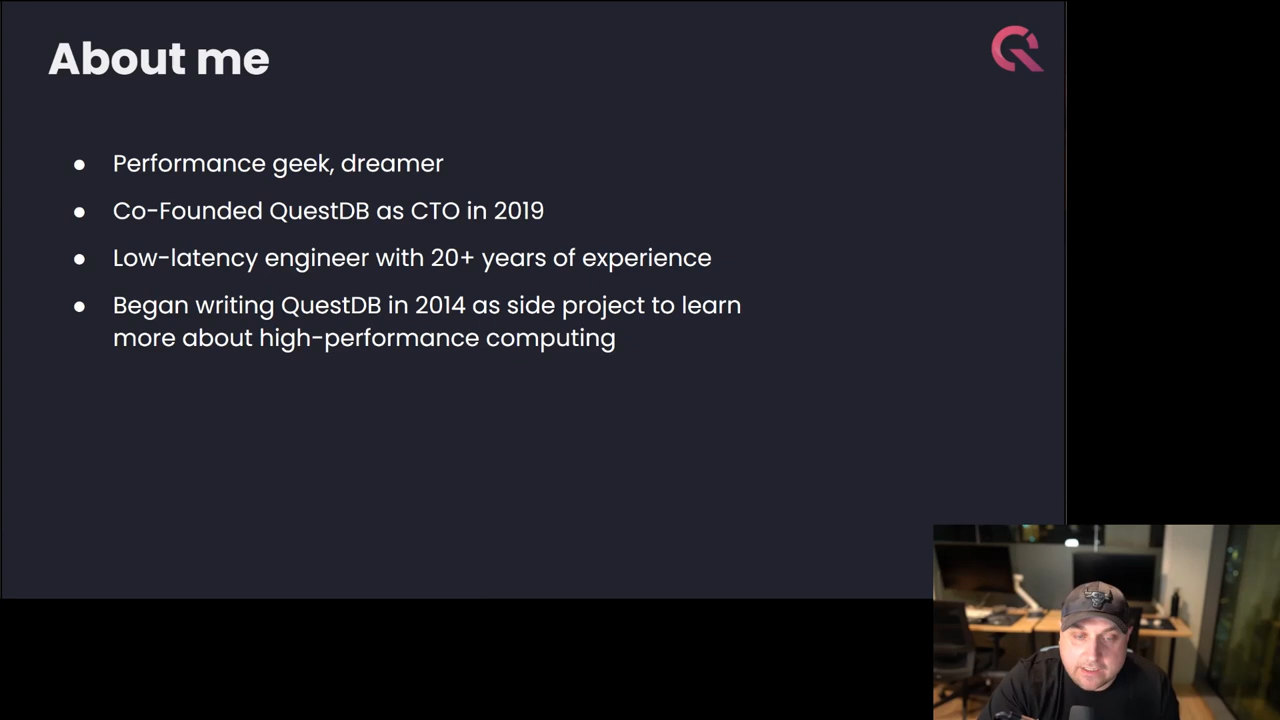 About me
● Performance geek, dreamer
● Co-Founded QuestDB as CTO in 2019
● Low-latency engineer with 20+ years of experience
● Began writing QuestDB in 2014 as side project to learn
more about high-performance computing